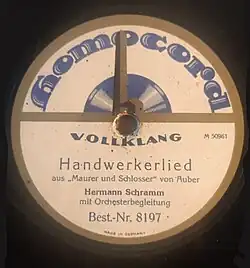 Homocord
VOLLKLANG
M 50961
Handwerkerlied
aus „Maurer und Schlosser" von Auber
Hermann Schramm
mit Orchesterbegleitung
Best.-Nr. 8197
MADE IN GERMANY